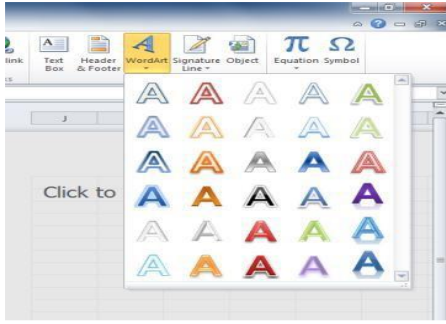 link Text Box Header & Footer WordArt Signature Line Object Equation Symbol
J
Click to